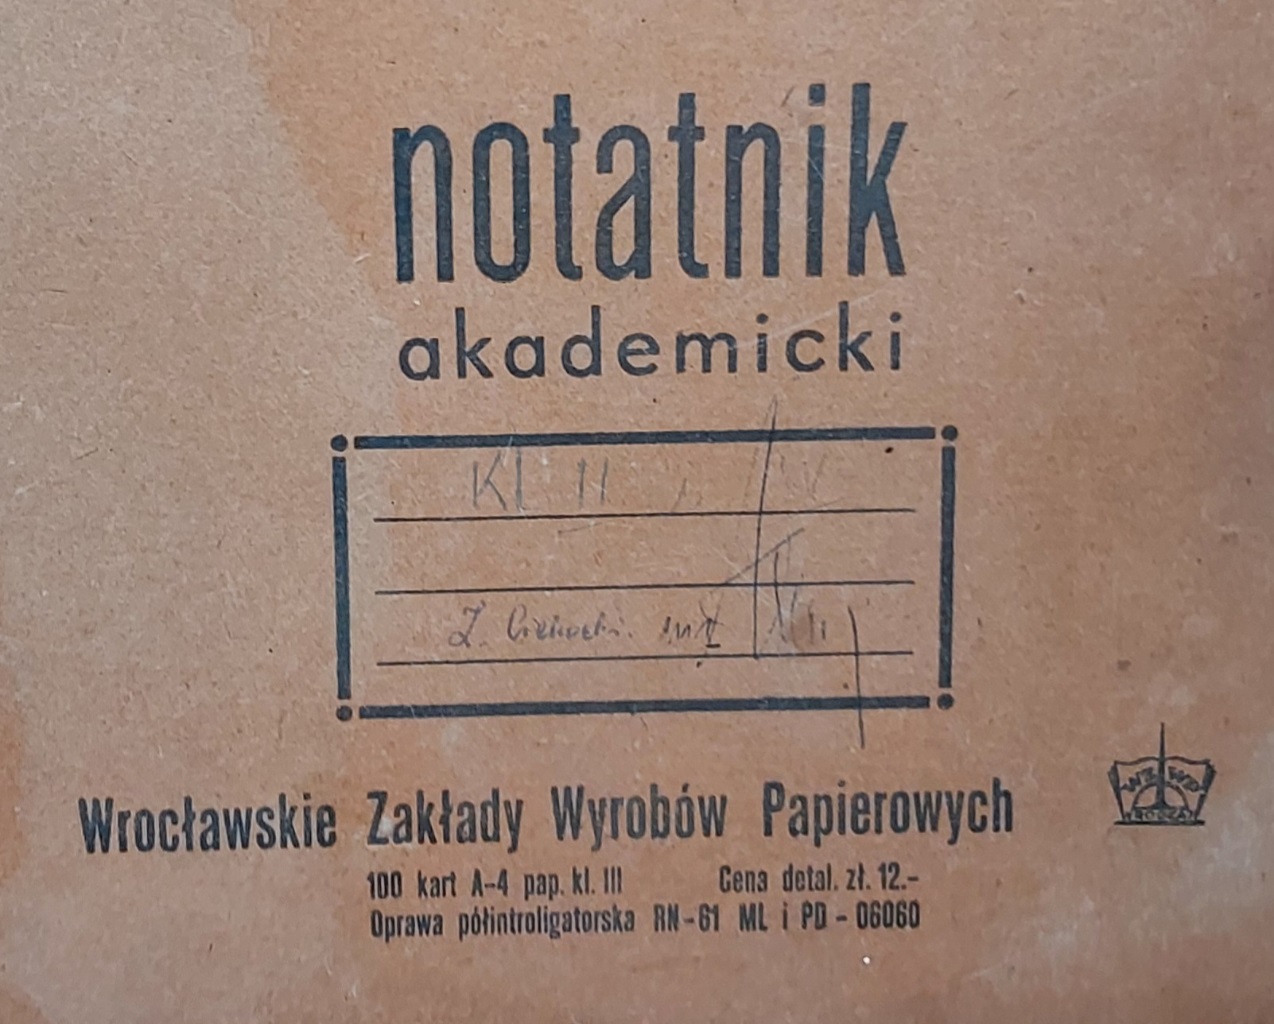 notatnik
akademicki
Kl II
Wrocławskie Zakłady Wyrobów Papierowych
100 kart A-4 pap. kl. III Cena detal. zł. 12.-
Oprawa półintroligatorska RN-61 ML i PD - 06060